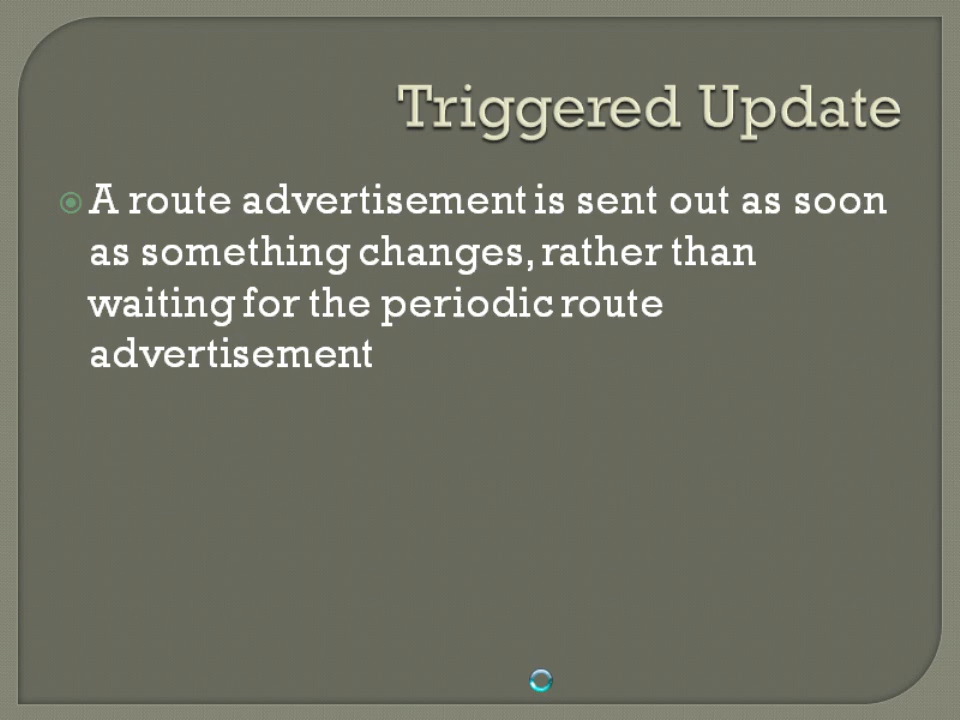 Triggered Update
A route advertisement is sent out as soon
as something changes, rather than
waiting for the periodic route
advertisement